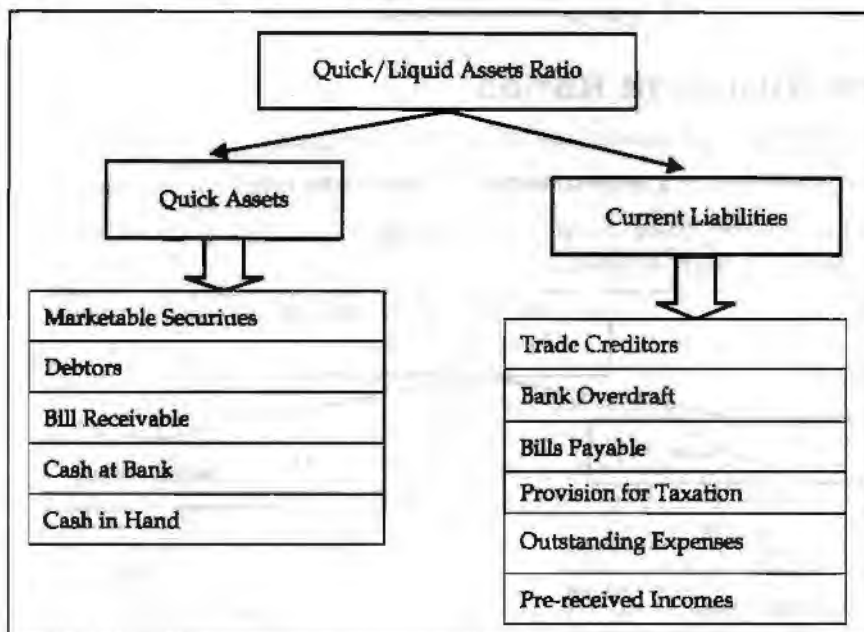 Quick/Liquid Assets Ratio
Quick Assets
Current Liabilities
Marketable Securities
Debtors
Bill Receivable
Cash at Bank
Cash in Hand
Trade Creditors
Bank Overdraft
Bills Payable
Provision for Taxation
Outstanding Expenses
Pre-received Incomes